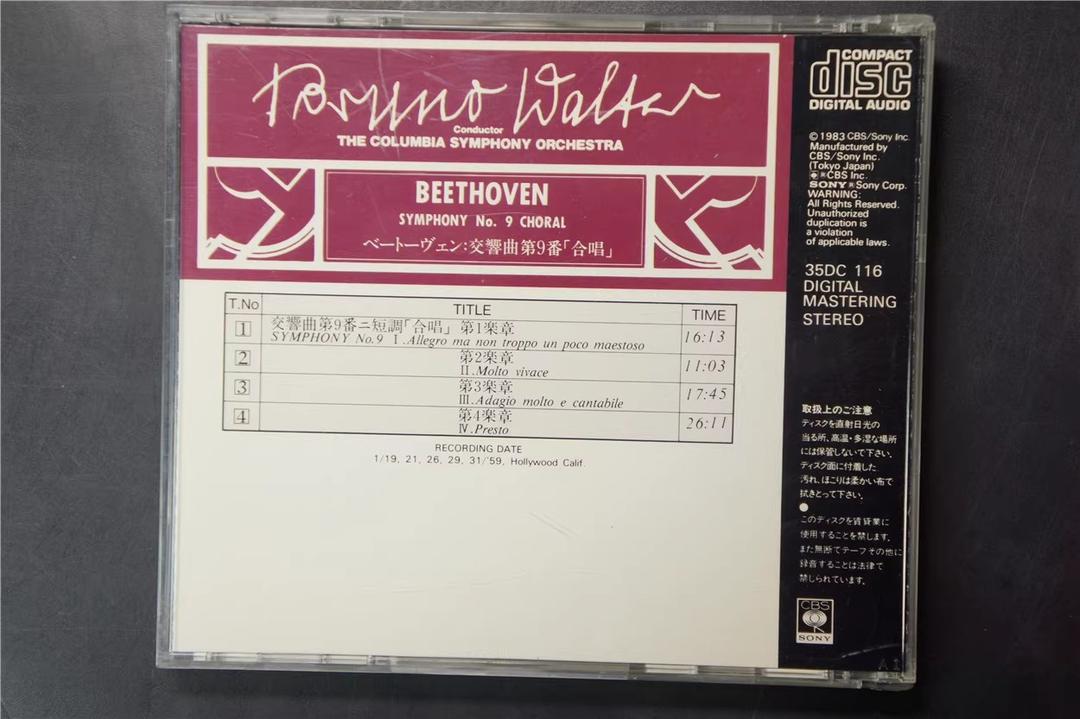 Bruno Walter
Conductor
THE COLUMBIA SYMPHONY ORCHESTRA
BEETHOVEN
SYMPHONY No. 9 CHORAL
ベートーヴェン:交響曲第9番「合唱」
T.No TITLE TIME
1 交響曲第9番ニ短調「合唱」 第1楽章 16:13
SYMPHONY No.9 Ⅰ.Allegro ma non troppo un poco maestoso
2 第2楽章 11:03
Ⅱ.Molto vivace
3 第3楽章 17:45
Ⅲ.Adagio molto e cantabile
4 第4楽章 26:11
Ⅳ.Presto
RECORDING DATE
1/19, 21, 26, 29, 31/'59, Hollywood Calif.
COMPACT
disc
DIGITAL AUDIO
©1983 CBS/Sony Inc.
Manufactured by
CBS/Sony Inc.
(Tokyo Japan)
®CBS Inc.
SONY®Sony Corp.
WARNING:
All Rights Reserved.
Unauthorized
duplication is
a violation
of applicable laws.
35DC 116
DIGITAL
MASTERING
STEREO
取扱上のご注意
ディスクを直射日光の
当る所、高温・多湿な場所
には保管しないで下さい。
ディスク面に付着した
汚れ、ほこりは柔かい布で
拭きとって下さい。
このディスクを賃貸業に
使用することを禁じます。
また無断でテープその他に
録音することは法律で
禁じられています。
CBS
SONY
A1